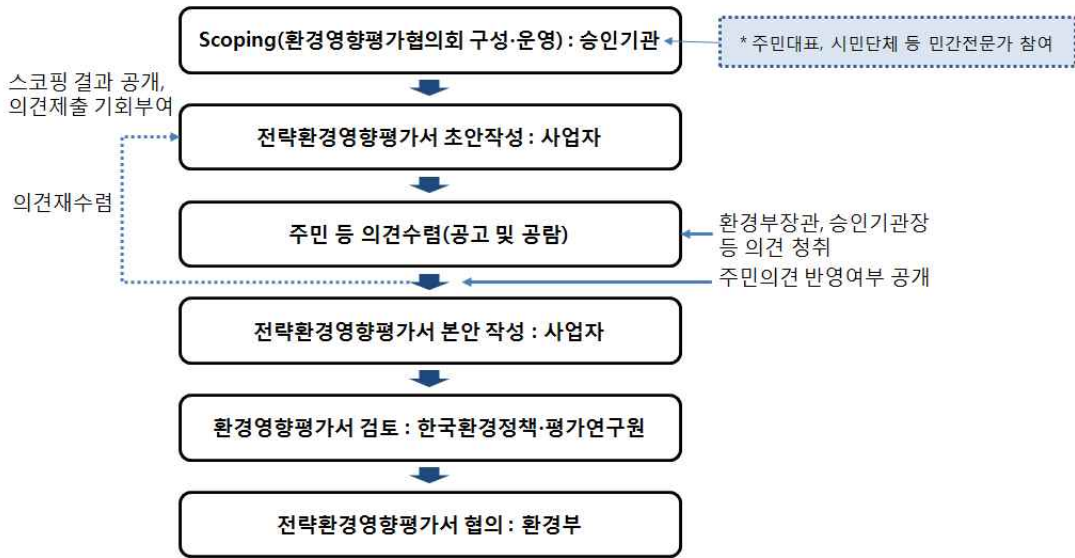 Scoping(환경영향평가협의회 구성·운영) : 승인기관
* 주민대표, 시민단체 등 민간전문가 참여
스코핑 결과 공개,
의견제출 기회부여
전략환경영향평가서 초안작성 : 사업자
의견재수렴
주민 등 의견수렴(공고 및 공람)
환경부장관, 승인기관장
등 의견 청취
주민의견 반영여부 공개
전략환경영향평가서 본안 작성 : 사업자
환경영향평가서 검토 : 한국환경정책·평가연구원
전략환경영향평가서 협의 : 환경부